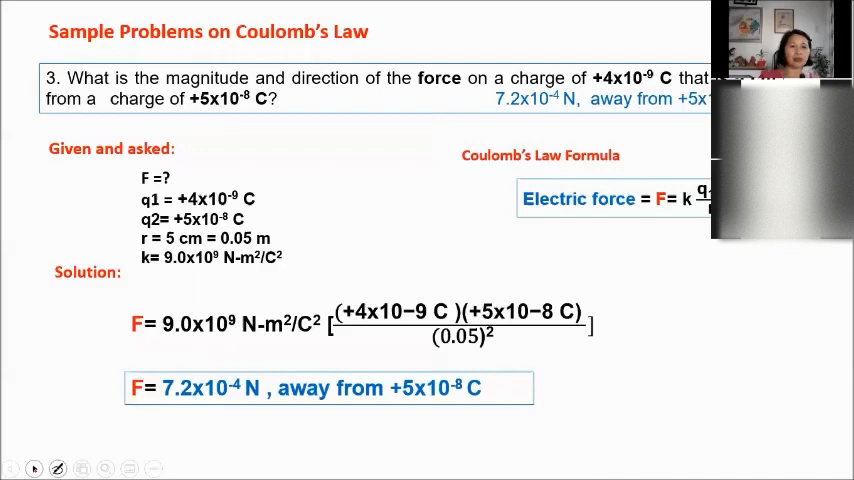 Sample Problems on Coulomb's Law
3. What is the magnitude and direction of the force on a charge of +4x10⁻⁹ C that
from a charge of +5x10⁻⁸ C? 7.2x10⁻⁴ N, away from +5x
Given and asked:
Coulomb's Law Formula
F =?
q1 = +4x10⁻⁹ C
Electric force = F= k
q2= +5x10⁻⁸ C
r = 5 cm = 0.05 m
k= 9.0x10⁹ N-m²/C²
Solution:
F= 9.0x10⁹ N-m²/C² [(+4x10−9 C )(+5x10−8 C)
(0.05)² ]
F= 7.2x10⁻⁴ N , away from +5x10⁻⁸ C